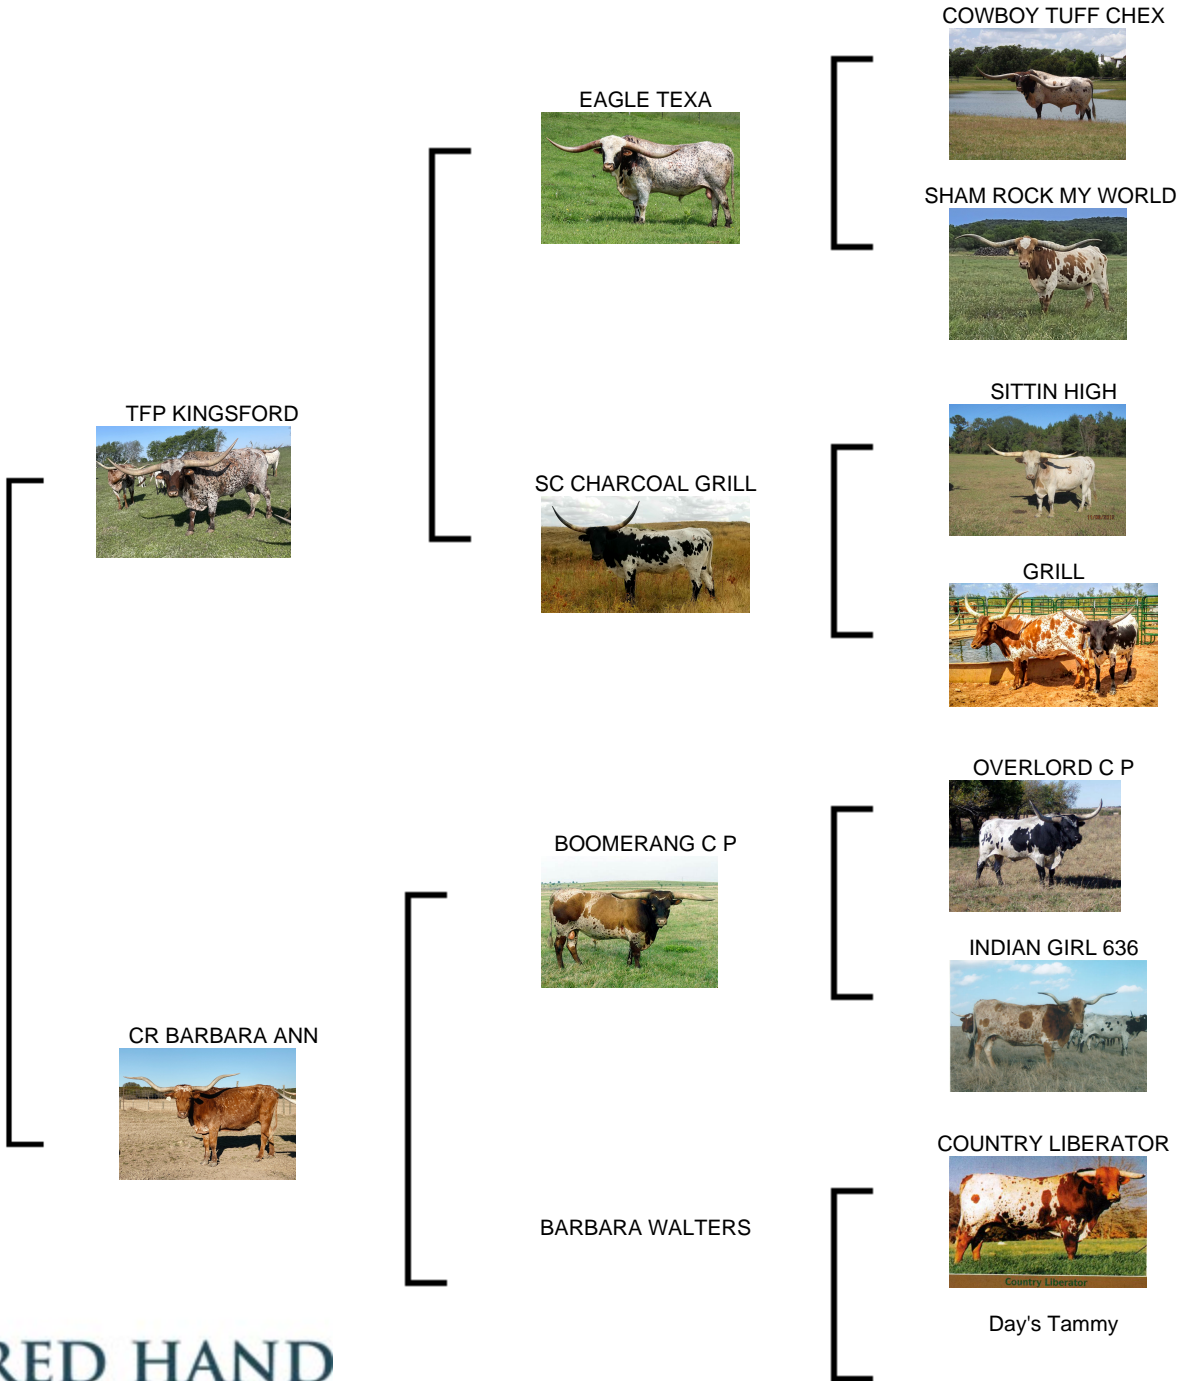 COWBOY TUFF CHEX
EAGLE TEXA
SHAM ROCK MY WORLD
SITTIN HIGH
TFP KINGSFORD
SC CHARCOAL GRILL
GRILL
OVERLORD C P
BOOMERANG C P
INDIAN GIRL 636
CR BARBARA ANN
COUNTRY LIBERATOR
BARBARA WALTERS
Country Liberator
Day's Tammy
RED HAND